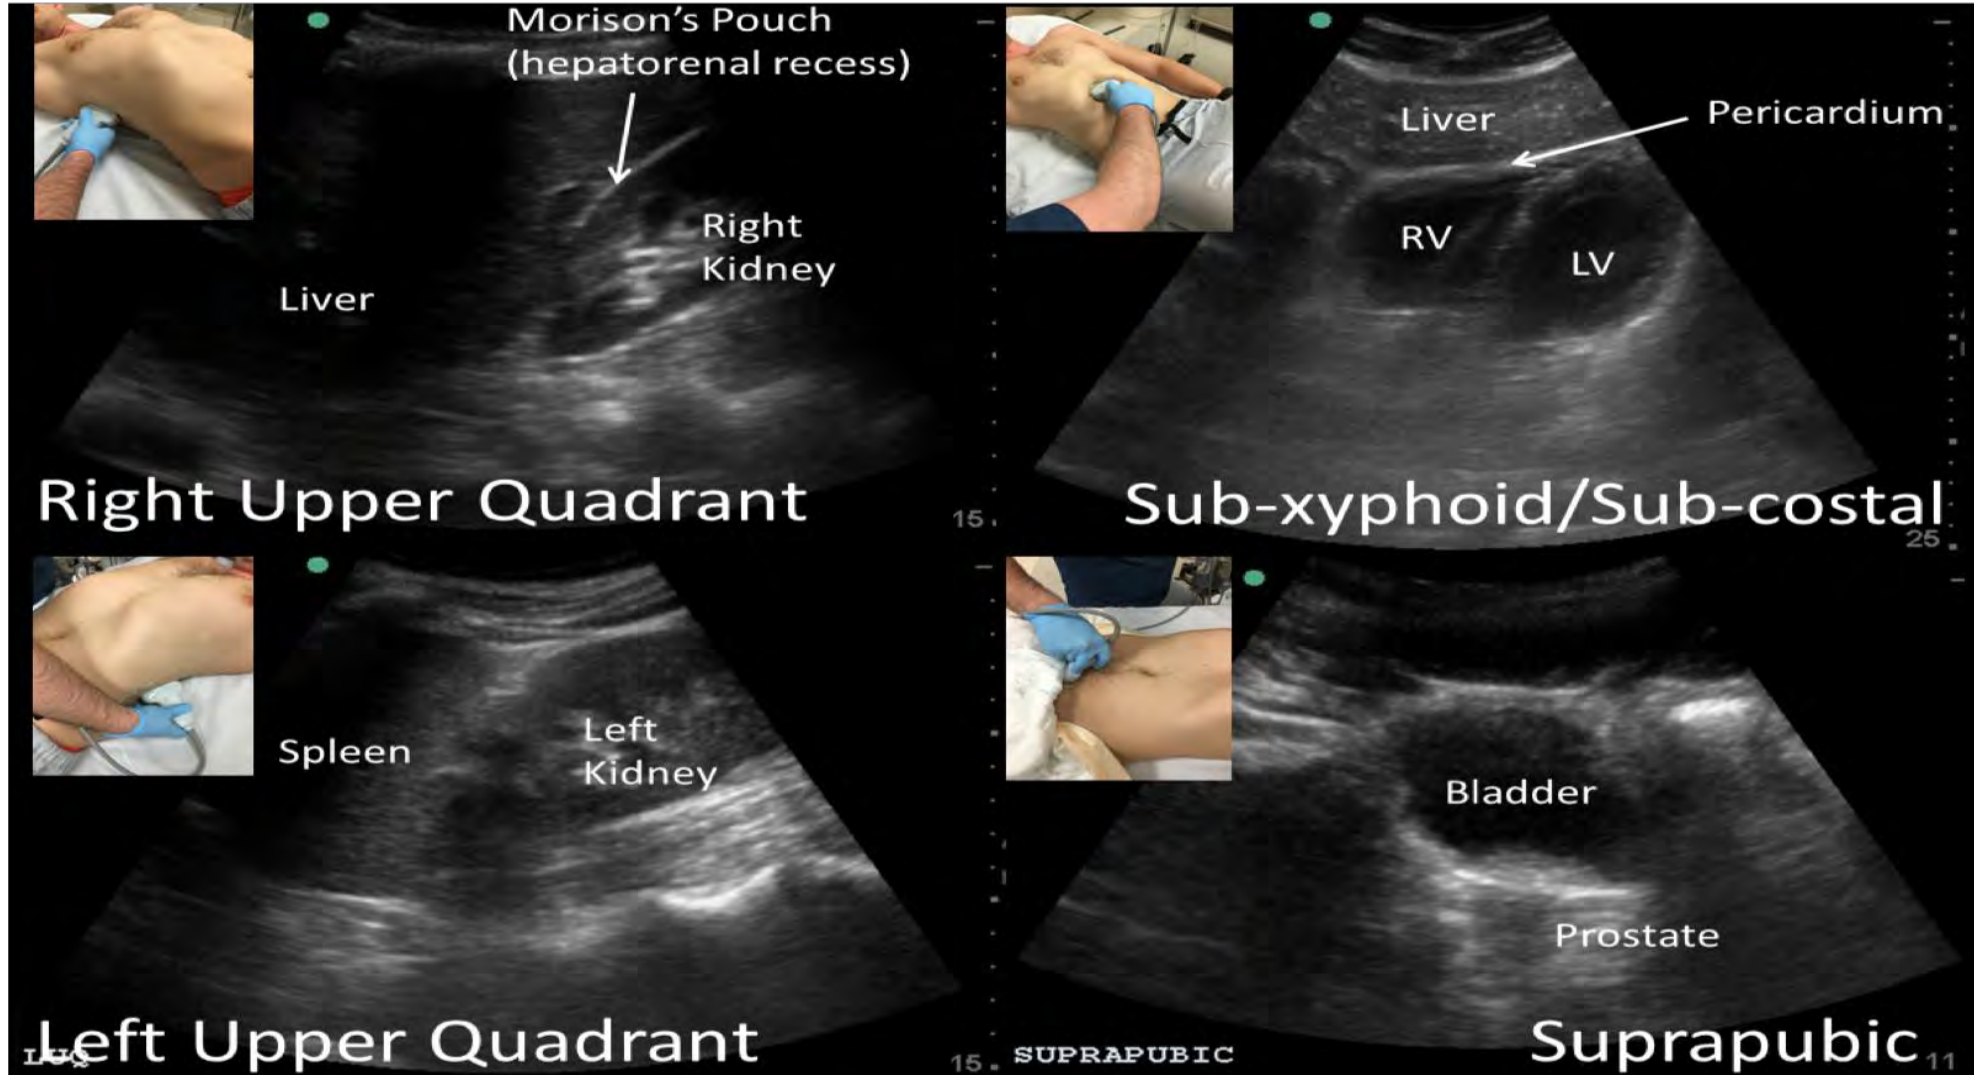 Morison's Pouch
(hepatorenal recess)
Right
Kidney
Liver
Right Upper Quadrant
15
Liver
Pericardium
RV
LV
Sub-xyphoid/Sub-costal
25
Spleen
Left
Kidney
LUQ
Left Upper Quadrant
15
Bladder
Prostate
SUPRAPUBIC
Suprapubic
11